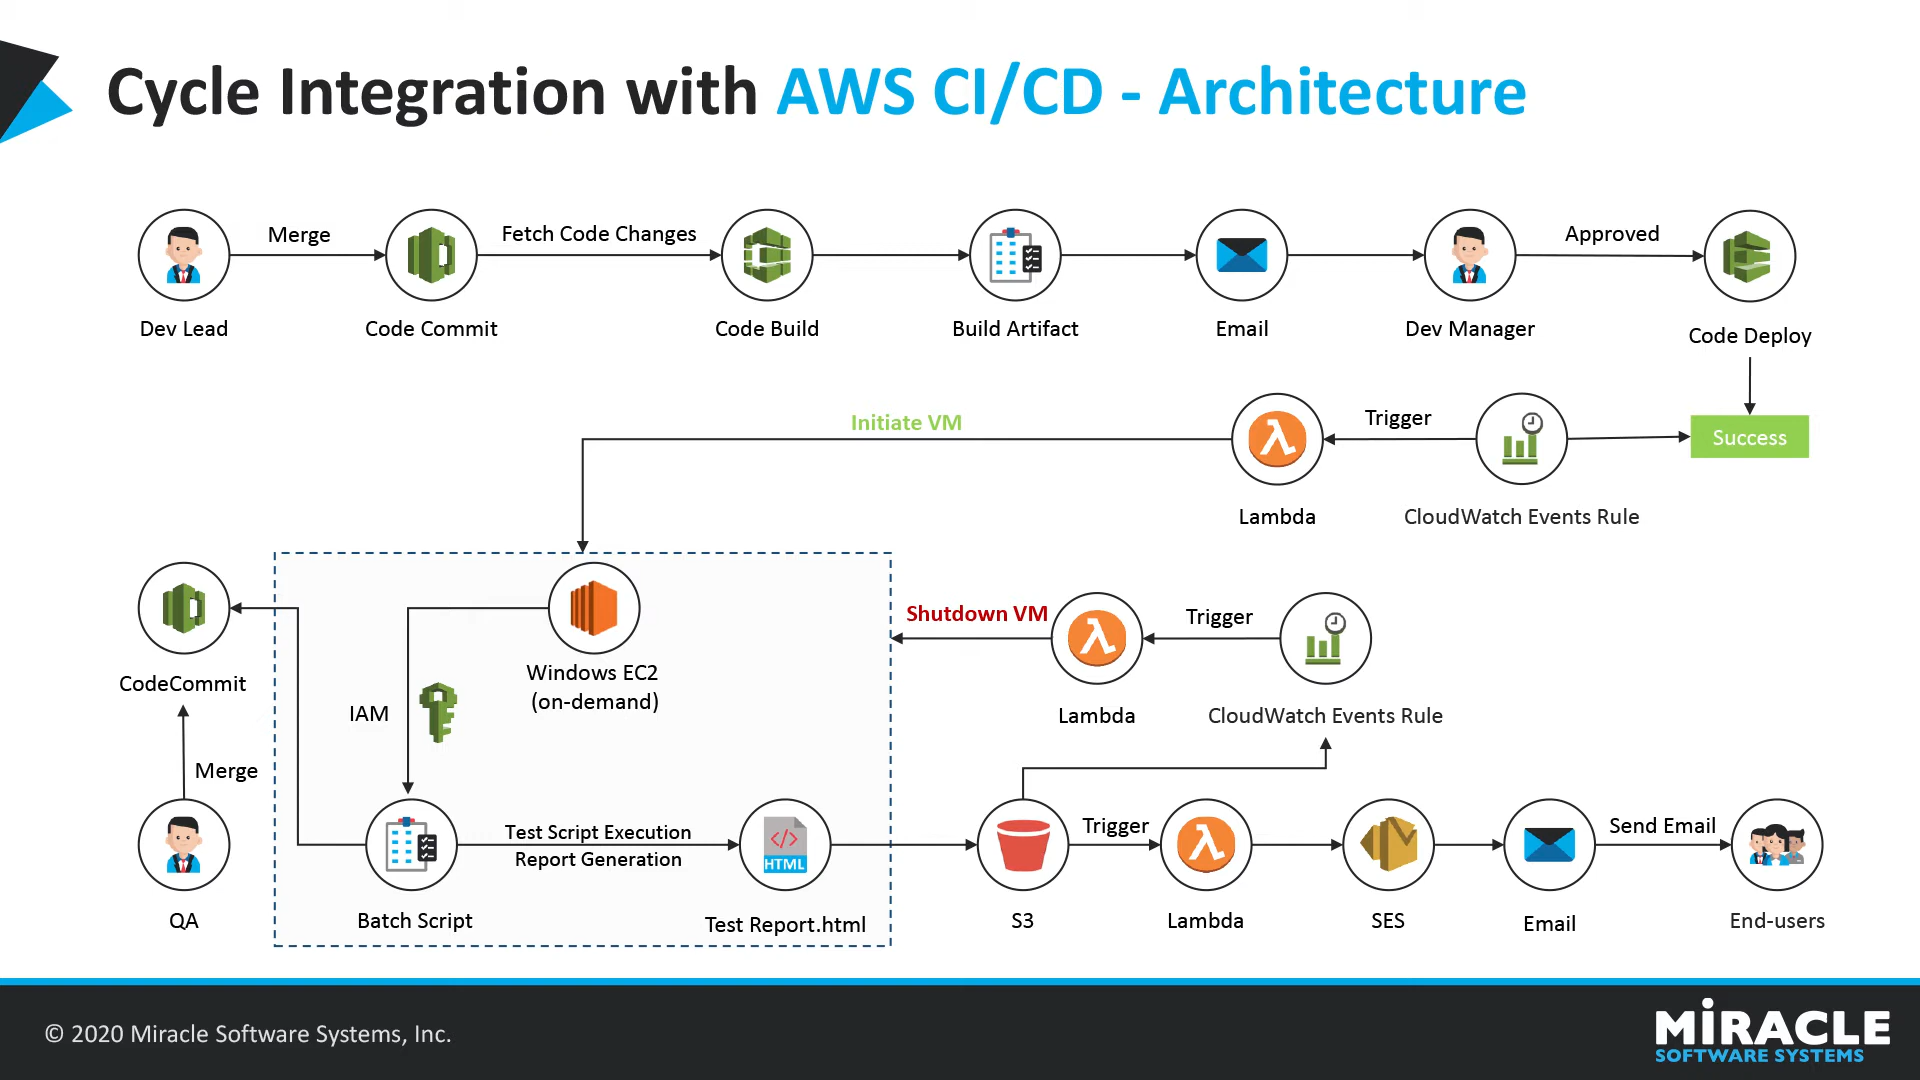 Cycle Integration with AWS CI/CD - Architecture
Merge
Fetch Code Changes
Approved
Dev Lead
Code Commit
Code Build
Build Artifact
Email
Dev Manager
Code Deploy
Initiate VM
Trigger
Success
Lambda
CloudWatch Events Rule
Shutdown VM
Trigger
Windows EC2
(on-demand)
CodeCommit
IAM
Lambda
CloudWatch Events Rule
Merge
Test Script Execution
Report Generation
</>
HTML
Trigger
Send Email
QA
Batch Script
Test Report.html
S3
Lambda
SES
Email
End-users
© 2020 Miracle Software Systems, Inc.
MiRACLE
SOFTWARE SYSTEMS